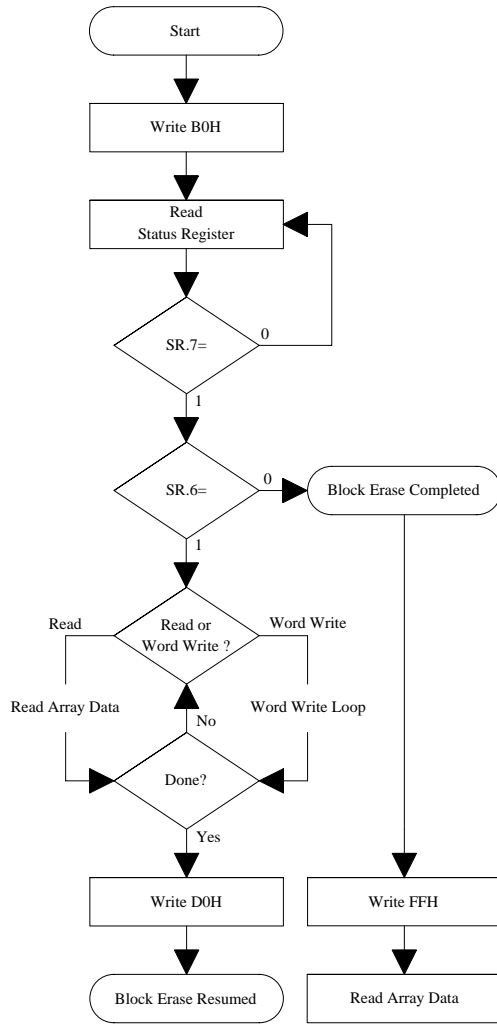 Start
Write B0H
Read
Status Register
SR.7=
0
1
SR.6=
0
Block Erase Completed
1
Read
Read or
Word Write ?
Word Write
Read Array Data
No
Word Write Loop
Done?
Yes
Write D0H
Write FFH
Block Erase Resumed
Read Array Data